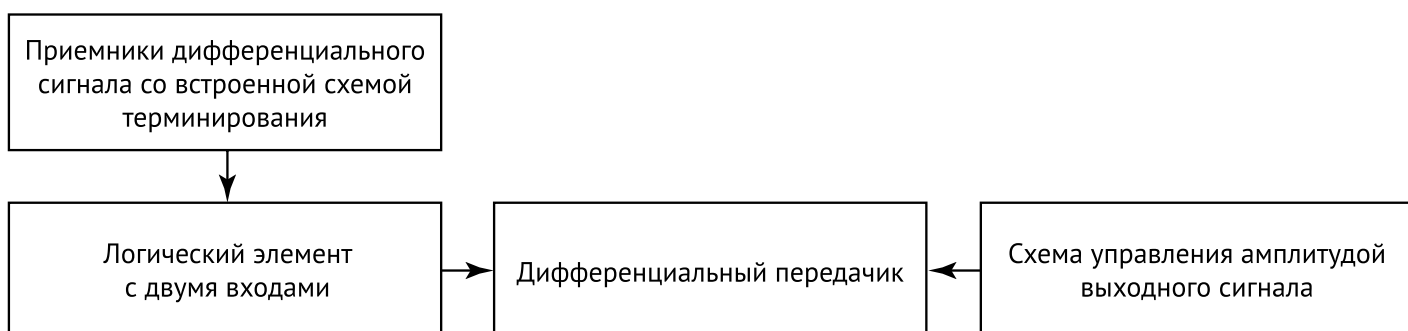 Приемники дифференциального
сигнала со встроенной схемой
терминирования
Логический элемент
с двумя входами
Дифференциальный передачик
Схема управления амплитудой
выходного сигнала